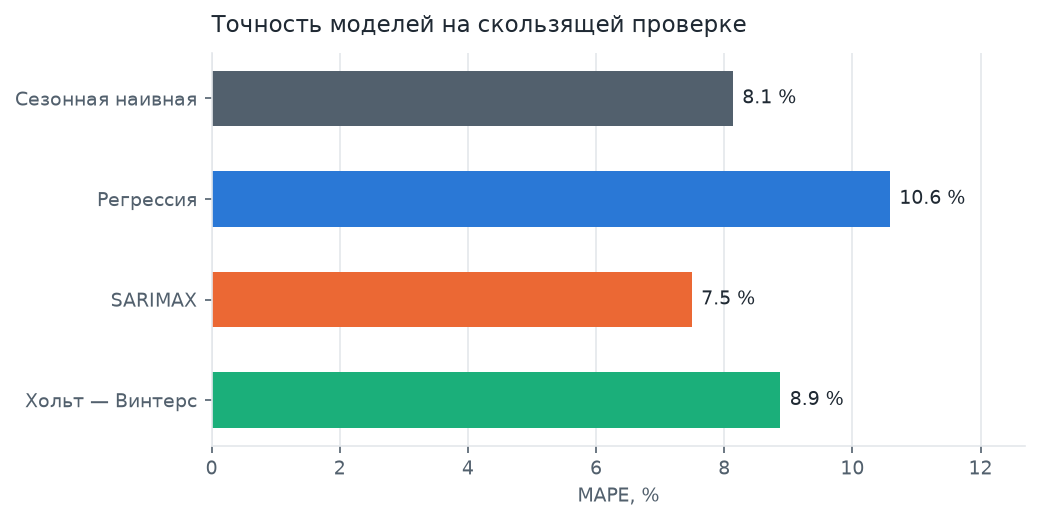 Точность моделей на скользящей проверке
Сезонная наивная
8.1 %
Регрессия
10.6 %
SARIMAX
7.5 %
Хольт — Винтерс
8.9 %
0 2 4 6 8 10 12
MAPE, %